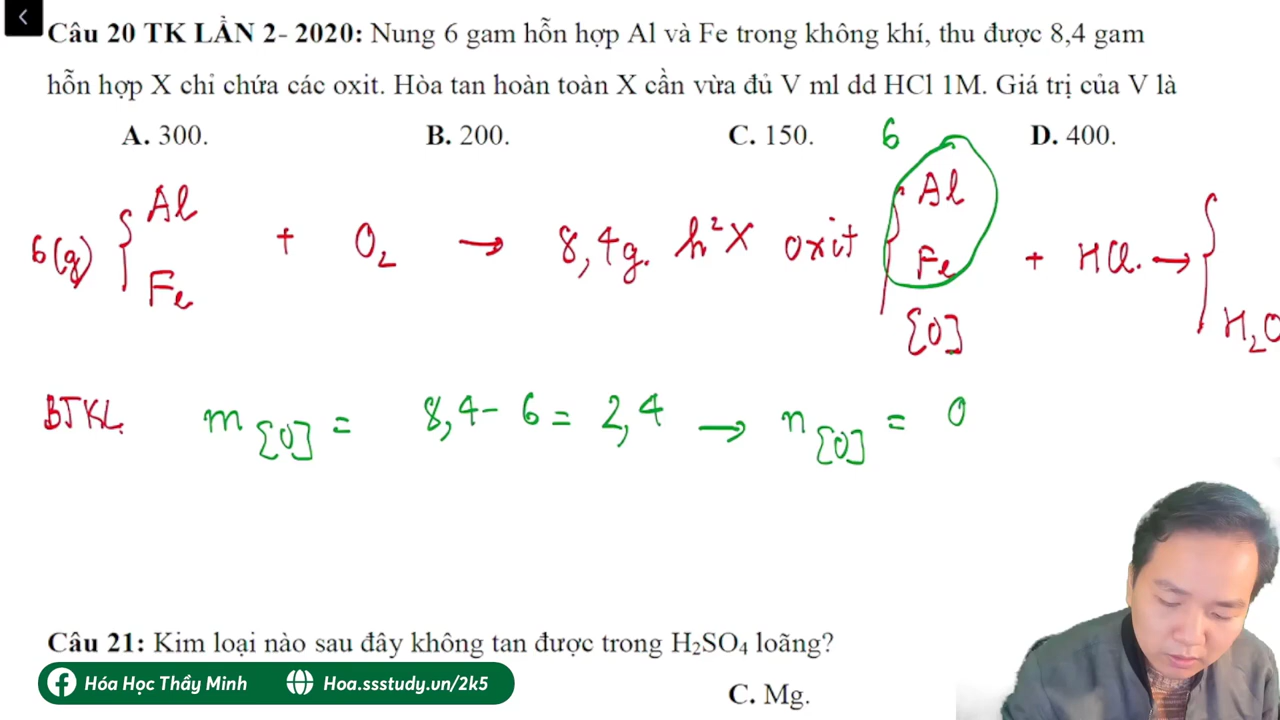 Câu 20 TK LẦN 2- 2020: Nung 6 gam hỗn hợp Al và Fe trong không khí, thu được 8,4 gam
hỗn hợp X chỉ chứa các oxit. Hòa tan hoàn toàn X cần vừa đủ V ml dd HCl 1M. Giá trị của V là
A. 300. B. 200. C. 150. D. 400.
6
6(g) { Al Fe + O₂ → 8,4g. h² X oxit { Al Fe [O] + HCl. → { H₂O
BTKL. m[O] = 8,4 - 6 = 2,4 → n[O] = 0
Câu 21: Kim loại nào sau đây không tan được trong H₂SO₄ loãng?
C. Mg.
Hóa Học Thầy Minh Hoa.ssstudy.vn/2k5